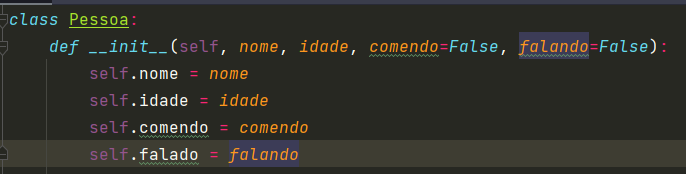 class Pessoa:
    def __init__(self, nome, idade, comendo=False, falando=False):
        self.nome = nome
        self.idade = idade
        self.comendo = comendo
        self.falado = falando